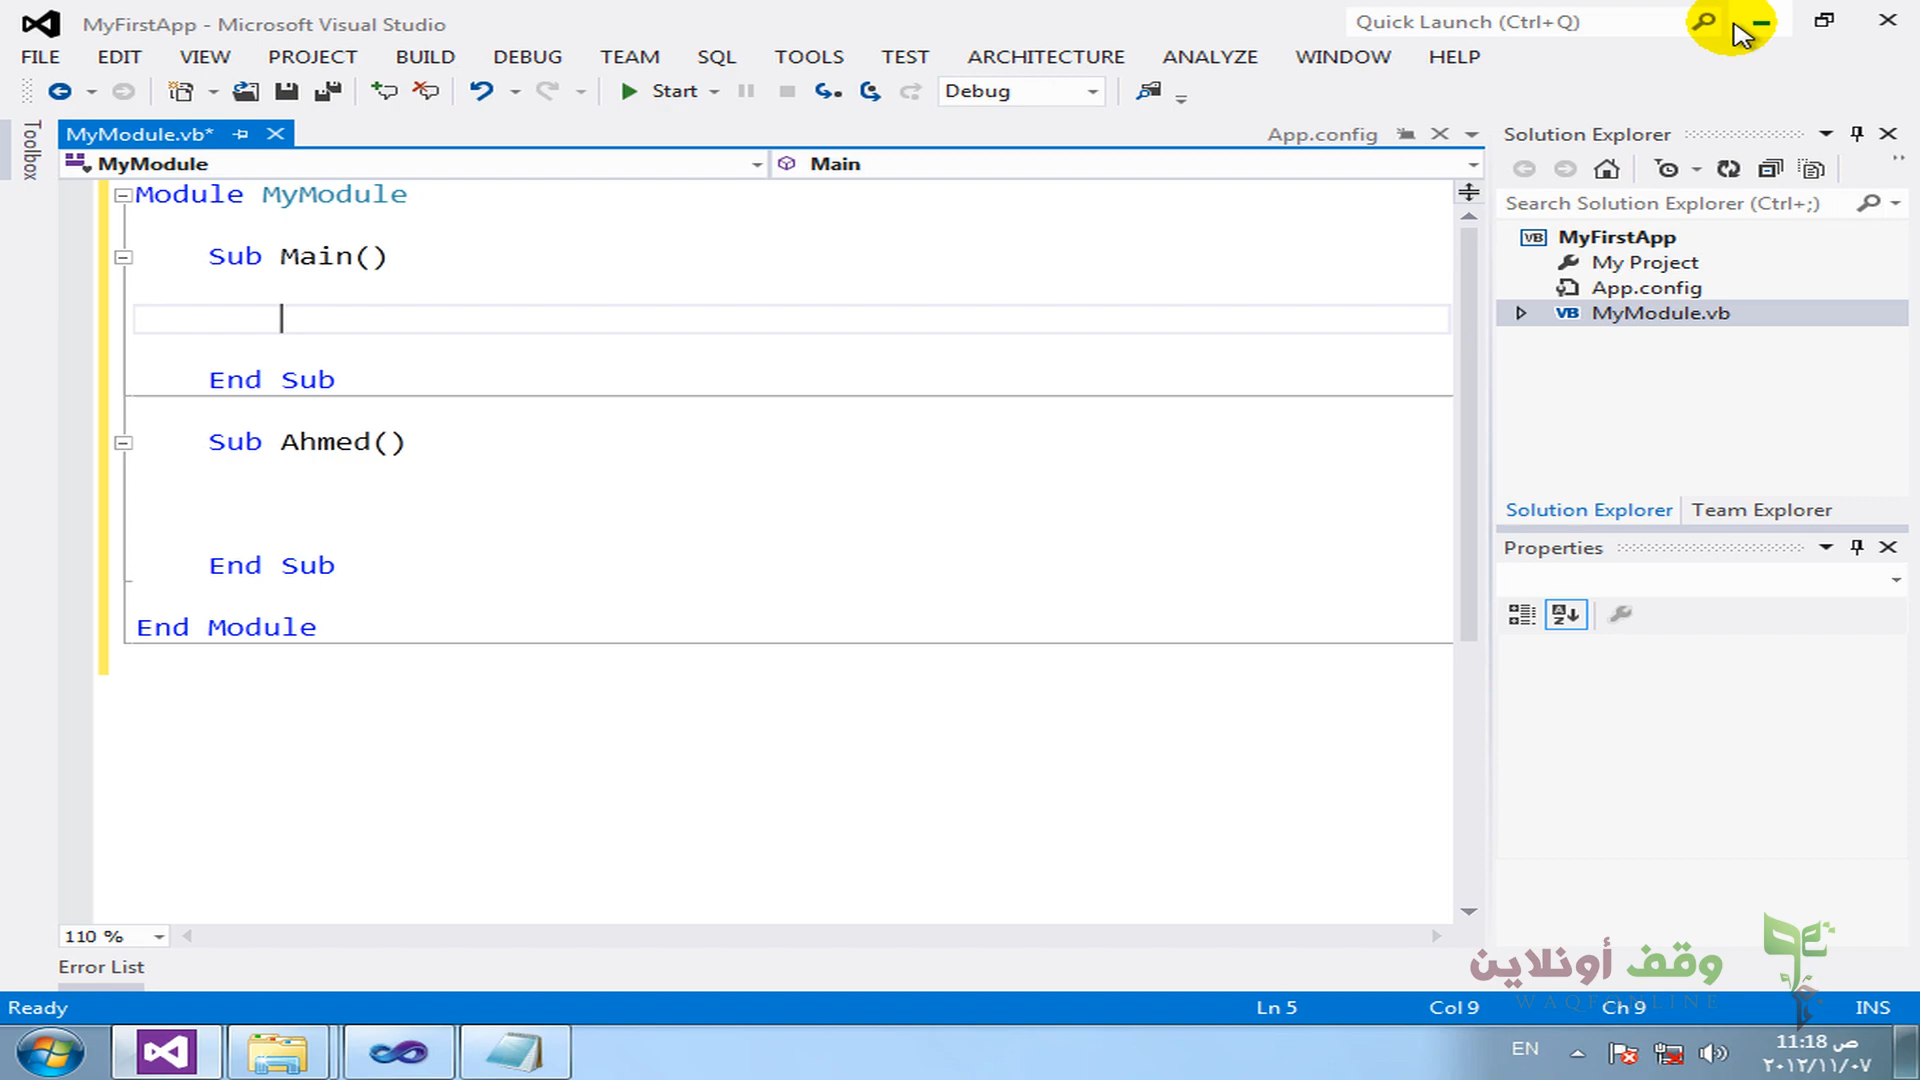 MyFirstApp - Microsoft Visual Studio
Quick Launch (Ctrl+Q)
FILE EDIT VIEW PROJECT BUILD DEBUG TEAM SQL TOOLS TEST ARCHITECTURE ANALYZE WINDOW HELP
Start Debug
Toolbox
MyModule.vb*
App.config
MyModule
Main
Module MyModule
Sub Main()
End Sub
Sub Ahmed()
End Sub
End Module
110 %
Error List
Solution Explorer
Search Solution Explorer (Ctrl+;)
VB MyFirstApp
My Project
App.config
VB MyModule.vb
Solution Explorer Team Explorer
Properties
وقف أونلاين
WAQFONLINE
Ready Ln 5 Col 9 Ch 9 INS
EN
11:18 ص
٢٠١٢/١١/٠٧